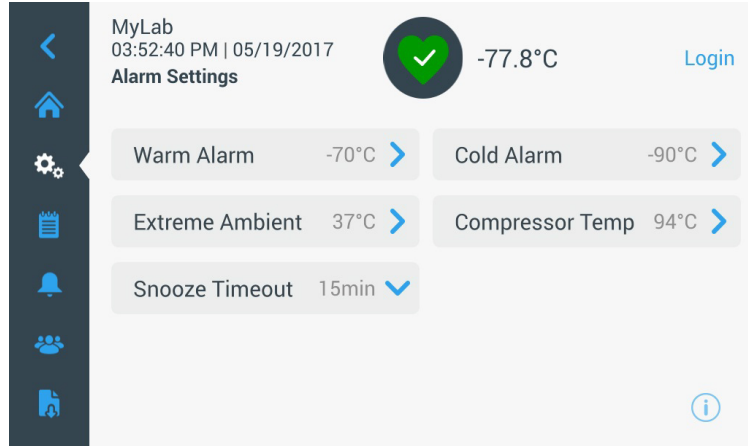 MyLab
03:52:40 PM | 05/19/2017
Alarm Settings
-77.8°C
Login
Warm Alarm -70°C
Cold Alarm -90°C
Extreme Ambient 37°C
Compressor Temp 94°C
Snooze Timeout 15min
i